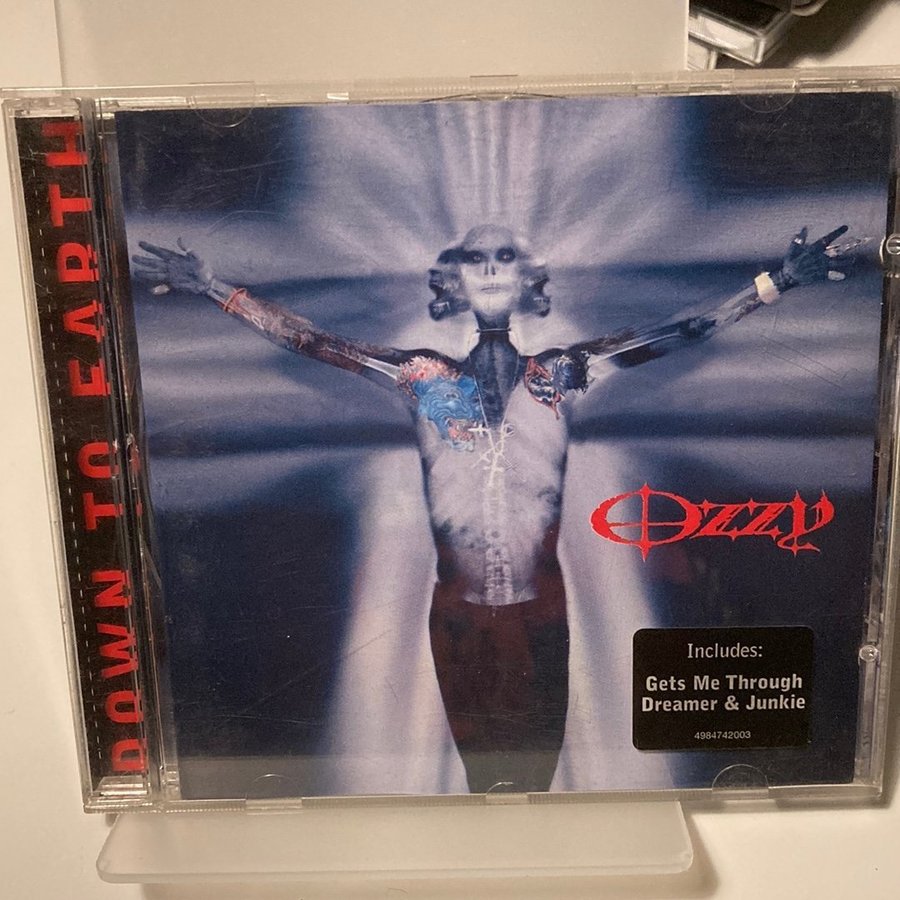 DOWN TO EARTH
Ozzy
Includes:
Gets Me Through
Dreamer & Junkie
4984742003